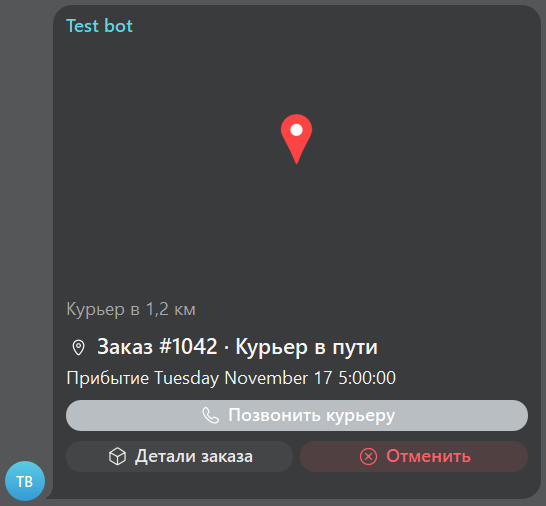 Test bot
Курьер в 1,2 км
Заказ #1042 · Курьер в пути
Прибытие Tuesday November 17 5:00:00
Позвонить курьеру
Детали заказа
Отменить
TB